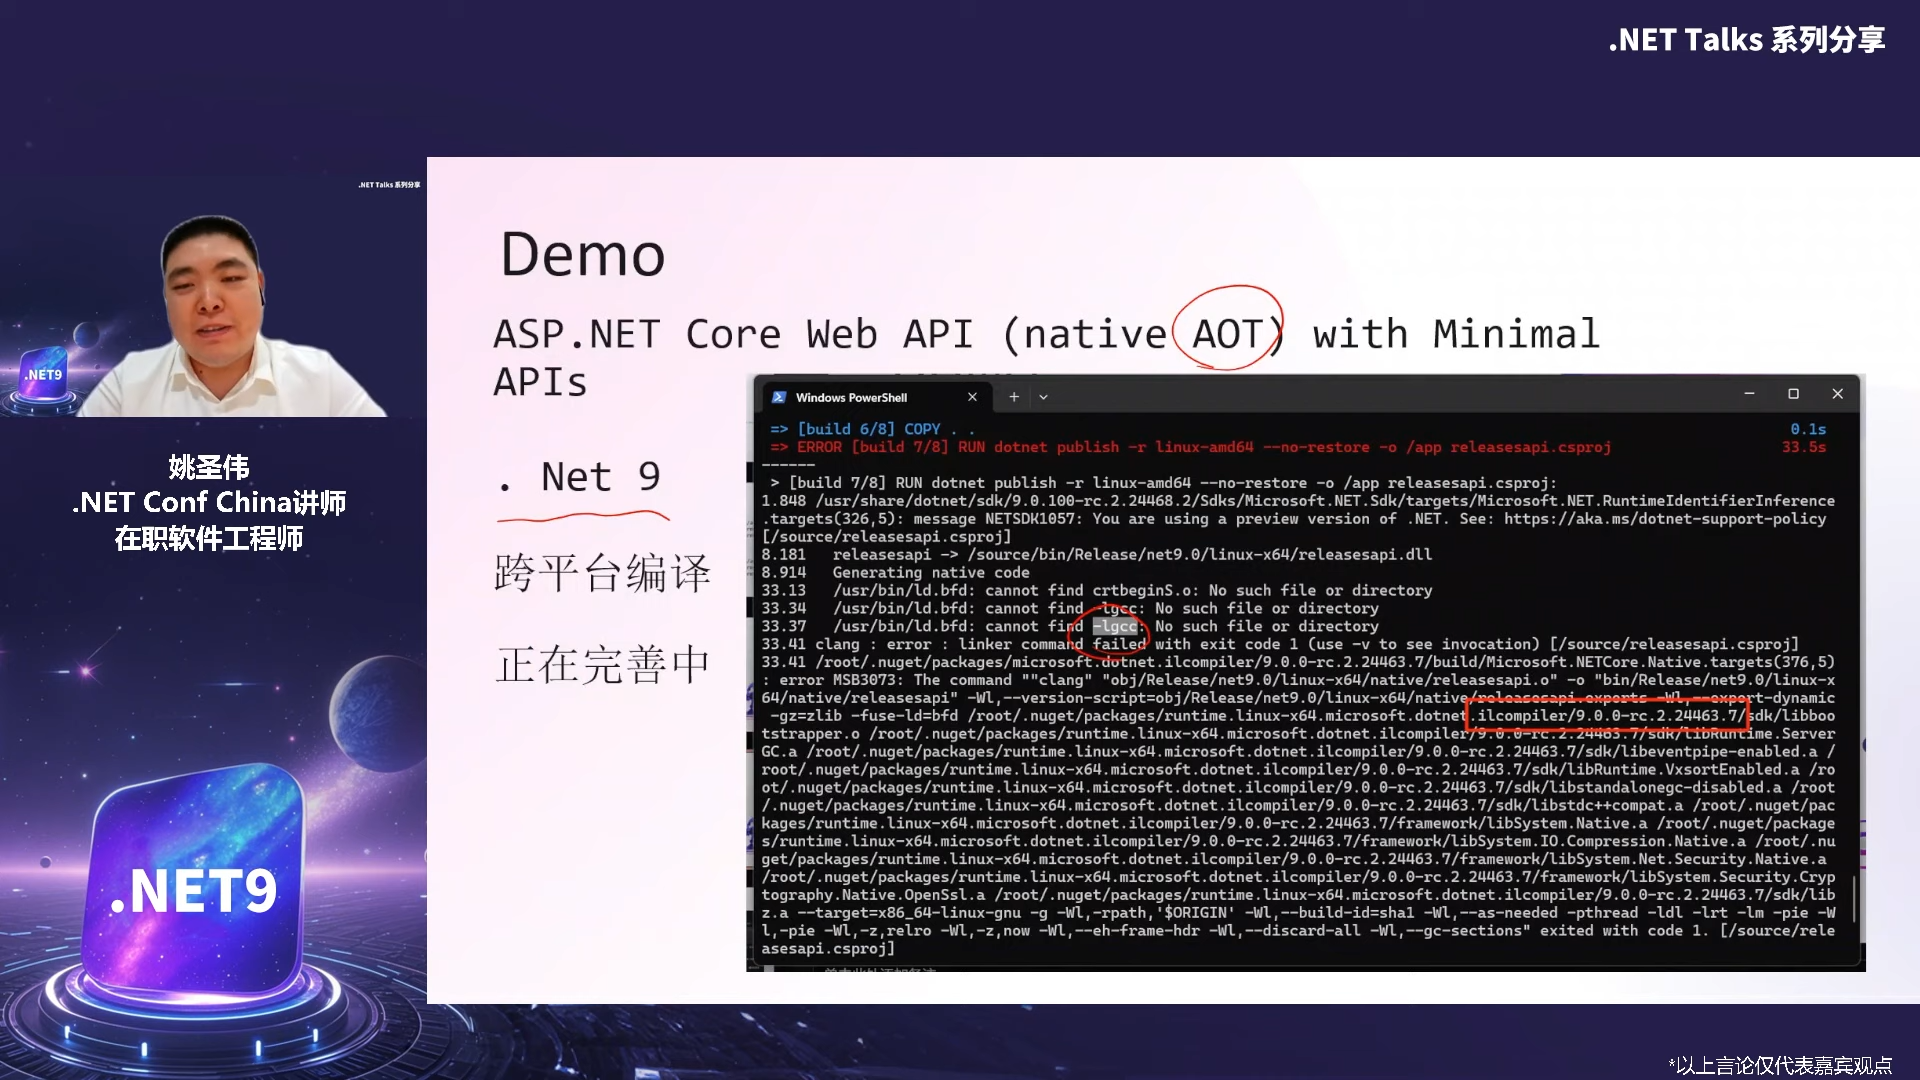 .NET Talks 系列分享
.NET Talks 系列分享
.NET9
姚圣伟
.NET Conf China讲师
在职软件工程师
.NET9
Demo
ASP.NET Core Web API (native AOT) with Minimal
APIs
. Net 9
跨平台编译
正在完善中
Windows PowerShell
=> [build 6/8] COPY . . 0.1s
=> ERROR [build 7/8] RUN dotnet publish -r linux-amd64 --no-restore -o /app releasesapi.csproj 33.5s
------
> [build 7/8] RUN dotnet publish -r linux-amd64 --no-restore -o /app releasesapi.csproj:
1.848 /usr/share/dotnet/sdk/9.0.100-rc.2.24468.2/Sdks/Microsoft.NET.Sdk/targets/Microsoft.NET.RuntimeIdentifierInference
.targets(326,5): message NETSDK1057: You are using a preview version of .NET. See: https://aka.ms/dotnet-support-policy
[/source/releasesapi.csproj]
8.181 releasesapi -> /source/bin/Release/net9.0/linux-x64/releasesapi.dll
8.914 Generating native code
33.13 /usr/bin/ld.bfd: cannot find crtbeginS.o: No such file or directory
33.34 /usr/bin/ld.bfd: cannot find -lgcc: No such file or directory
33.37 /usr/bin/ld.bfd: cannot find -lgcc: No such file or directory
33.41 clang : error : linker command failed with exit code 1 (use -v to see invocation) [/source/releasesapi.csproj]
33.41 /root/.nuget/packages/microsoft.dotnet.ilcompiler/9.0.0-rc.2.24463.7/build/Microsoft.NETCore.Native.targets(376,5)
: error MSB3073: The command ""clang" "obj/Release/net9.0/linux-x64/native/releasesapi.o" -o "bin/Release/net9.0/linux-x
64/native/releasesapi" -Wl,--version-script=obj/Release/net9.0/linux-x64/native/releasesapi.exports -Wl,--export-dynamic
-gz=zlib -fuse-ld=bfd /root/.nuget/packages/runtime.linux-x64.microsoft.dotnet.ilcompiler/9.0.0-rc.2.24463.7/sdk/libboo
tstrapper.o /root/.nuget/packages/runtime.linux-x64.microsoft.dotnet.ilcompiler/9.0.0-rc.2.24463.7/sdk/libRuntime.Server
GC.a /root/.nuget/packages/runtime.linux-x64.microsoft.dotnet.ilcompiler/9.0.0-rc.2.24463.7/sdk/libeventpipe-enabled.a /
root/.nuget/packages/runtime.linux-x64.microsoft.dotnet.ilcompiler/9.0.0-rc.2.24463.7/sdk/libRuntime.VxsortEnabled.a /ro
ot/.nuget/packages/runtime.linux-x64.microsoft.dotnet.ilcompiler/9.0.0-rc.2.24463.7/sdk/libstandalonegc-disabled.a /root
/.nuget/packages/runtime.linux-x64.microsoft.dotnet.ilcompiler/9.0.0-rc.2.24463.7/sdk/libstdc++compat.a /root/.nuget/pac
kages/runtime.linux-x64.microsoft.dotnet.ilcompiler/9.0.0-rc.2.24463.7/framework/libSystem.Native.a /root/.nuget/package
s/runtime.linux-x64.microsoft.dotnet.ilcompiler/9.0.0-rc.2.24463.7/framework/libSystem.IO.Compression.Native.a /root/.nu
get/packages/runtime.linux-x64.microsoft.dotnet.ilcompiler/9.0.0-rc.2.24463.7/framework/libSystem.Net.Security.Native.a
/root/.nuget/packages/runtime.linux-x64.microsoft.dotnet.ilcompiler/9.0.0-rc.2.24463.7/framework/libSystem.Security.Cryp
tography.Native.OpenSsl.a /root/.nuget/packages/runtime.linux-x64.microsoft.dotnet.ilcompiler/9.0.0-rc.2.24463.7/sdk/lib
z.a --target=x86_64-linux-gnu -g -Wl,-rpath,'$ORIGIN' -Wl,--build-id=sha1 -Wl,--as-needed -pthread -ldl -lrt -lm -pie -W
l,-pie -Wl,-z,relro -Wl,-z,now -Wl,--eh-frame-hdr -Wl,--discard-all -Wl,--gc-sections" exited with code 1. [/source/rele
asesapi.csproj]
*以上言论仅代表嘉宾观点